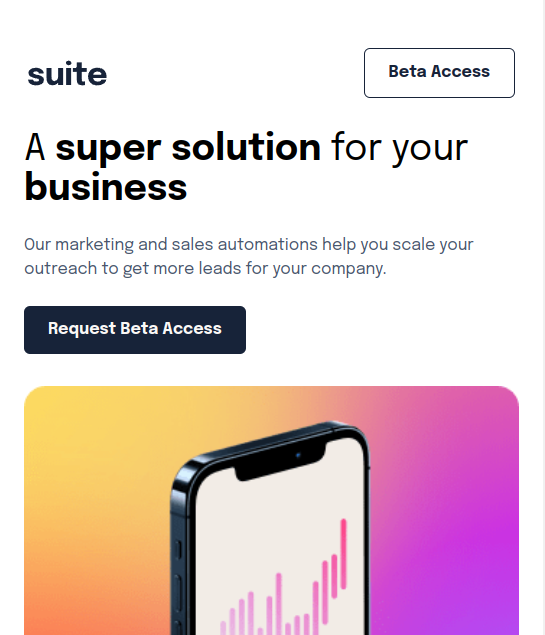 suite
Beta Access
A super solution for your
business
Our marketing and sales automations help you scale your
outreach to get more leads for your company.
Request Beta Access